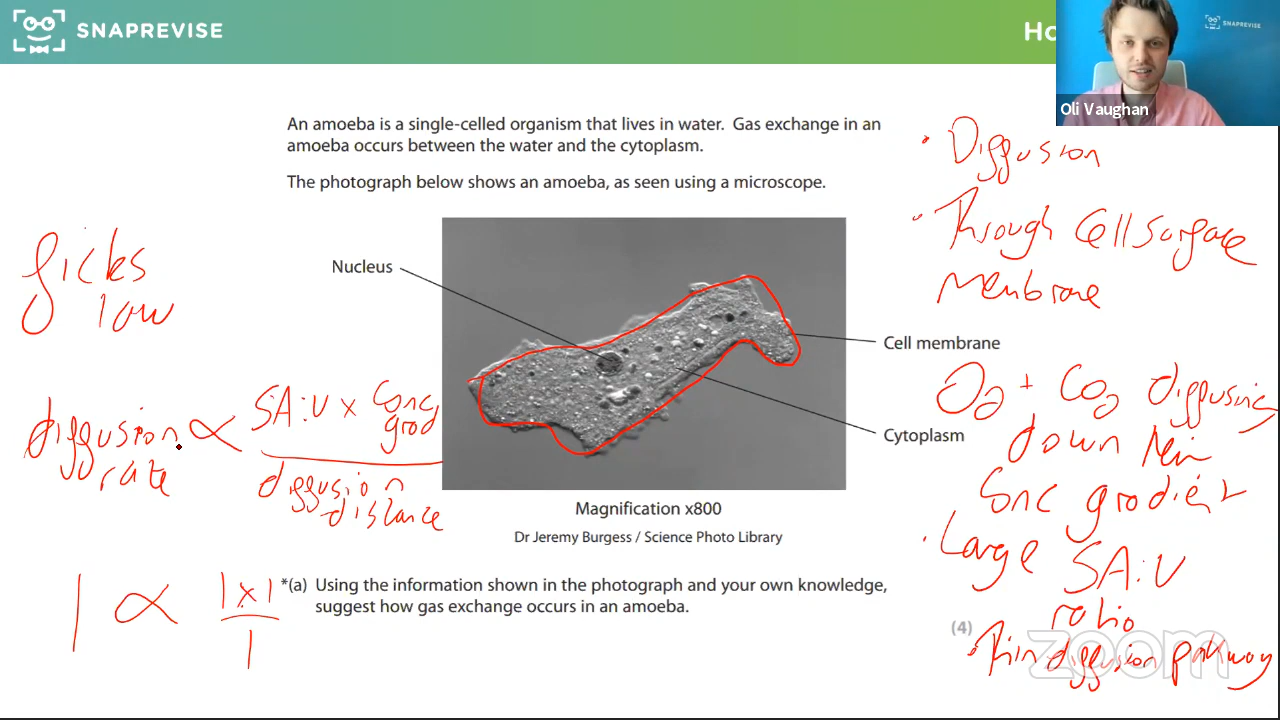 SNAPREVISE
Ho
SNAPREVISE
Oli Vaughan
An amoeba is a single-celled organism that lives in water. Gas exchange in an
amoeba occurs between the water and the cytoplasm.
The photograph below shows an amoeba, as seen using a microscope.
Nucleus
Cell membrane
Cytoplasm
Magnification x800
Dr Jeremy Burgess / Science Photo Library
*(a) Using the information shown in the photograph and your own knowledge,
suggest how gas exchange occurs in an amoeba.
(4)
ficks
law
diffusion
rate
∝
SA:V x Conc
grad
diffusion
distance
1 ∝ 1 x 1
1
• Diffusion
• Through Cell Surface
Membrane
O2 + CO2 diffusing
down their
Conc gradient
• Large SA:V
ratio
• Thin diffusion pathway
zoom